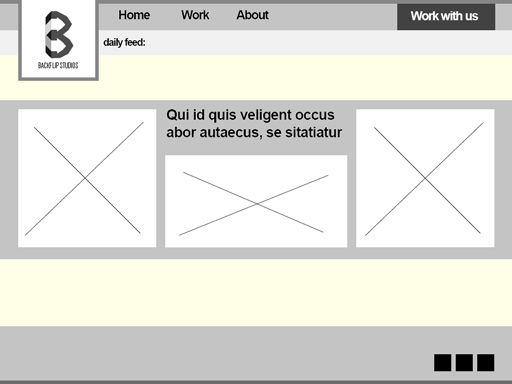 Home Work About Work with us
BACKFLIP STUDIOS
daily feed:
Qui id quis veligent occus
abor autaecus, se sitatiatur